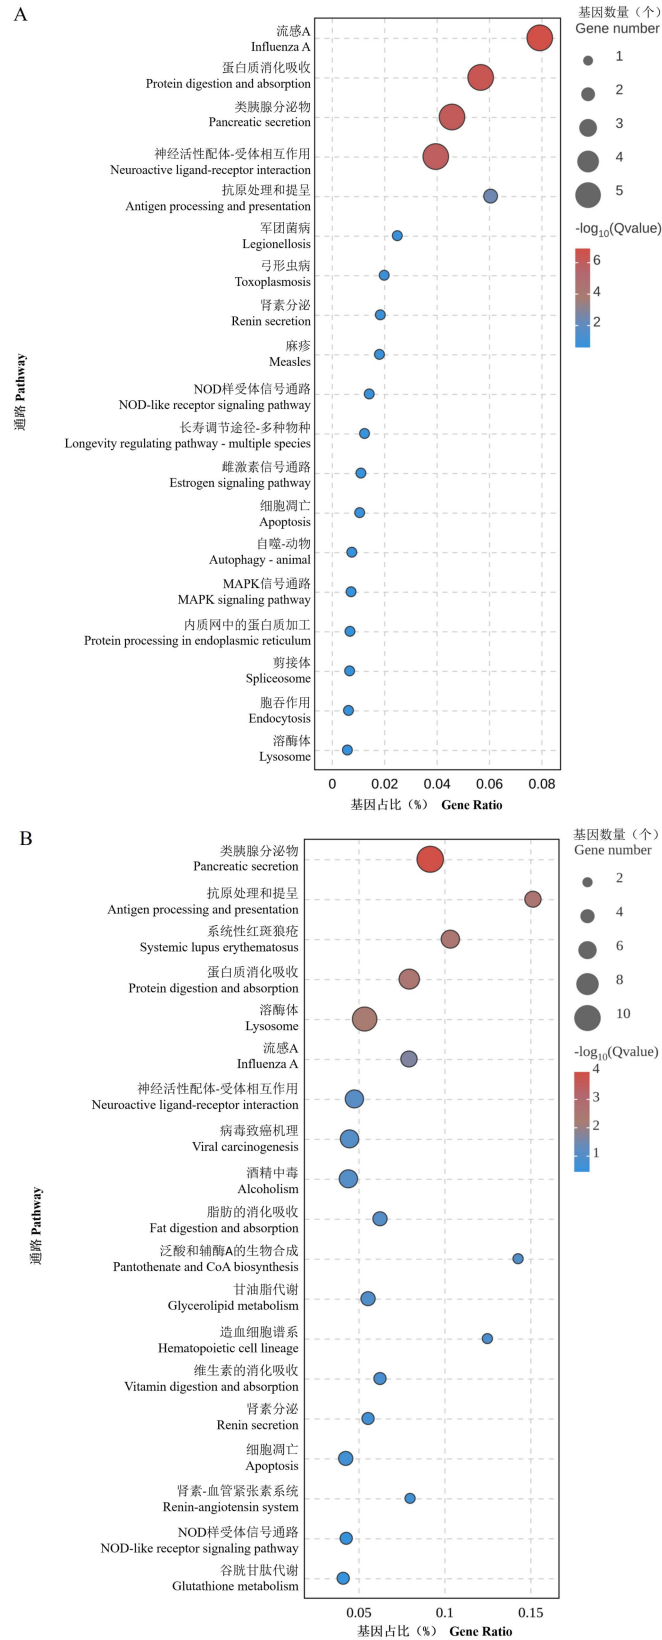 A
基因数量（个）
Gene number
1
2
3
4
5
-log10(Qvalue)
6
4
2
通路 Pathway
流感A
Influenza A
蛋白质消化吸收
Protein digestion and absorption
类胰腺分泌物
Pancreatic secretion
神经活性配体-受体相互作用
Neuroactive ligand-receptor interaction
抗原处理和提呈
Antigen processing and presentation
军团菌病
Legionellosis
弓形虫病
Toxoplasmosis
肾素分泌
Renin secretion
麻疹
Measles
NOD样受体信号通路
NOD-like receptor signaling pathway
长寿调节途径-多种物种
Longevity regulating pathway - multiple species
雌激素信号通路
Estrogen signaling pathway
细胞凋亡
Apoptosis
自噬-动物
Autophagy - animal
MAPK信号通路
MAPK signaling pathway
内质网中的蛋白质加工
Protein processing in endoplasmic reticulum
剪接体
Spliceosome
胞吞作用
Endocytosis
溶酶体
Lysosome
0 0.02 0.04 0.06 0.08
基因占比（%） Gene Ratio
B
基因数量（个）
Gene number
2
4
6
8
10
-log10(Qvalue)
4
3
2
1
通路 Pathway
类胰腺分泌物
Pancreatic secretion
抗原处理和提呈
Antigen processing and presentation
系统性红斑狼疮
Systemic lupus erythematosus
蛋白质消化吸收
Protein digestion and absorption
溶酶体
Lysosome
流感A
Influenza A
神经活性配体-受体相互作用
Neuroactive ligand-receptor interaction
病毒致癌机理
Viral carcinogenesis
酒精中毒
Alcoholism
脂肪的消化吸收
Fat digestion and absorption
泛酸和辅酶A的生物合成
Pantothenate and CoA biosynthesis
甘油脂代谢
Glycerolipid metabolism
造血细胞谱系
Hematopoietic cell lineage
维生素的消化吸收
Vitamin digestion and absorption
肾素分泌
Renin secretion
细胞凋亡
Apoptosis
肾素-血管紧张素系统
Renin-angiotensin system
NOD样受体信号通路
NOD-like receptor signaling pathway
谷胱甘肽代谢
Glutathione metabolism
0.05 0.1 0.15
基因占比（%） Gene Ratio